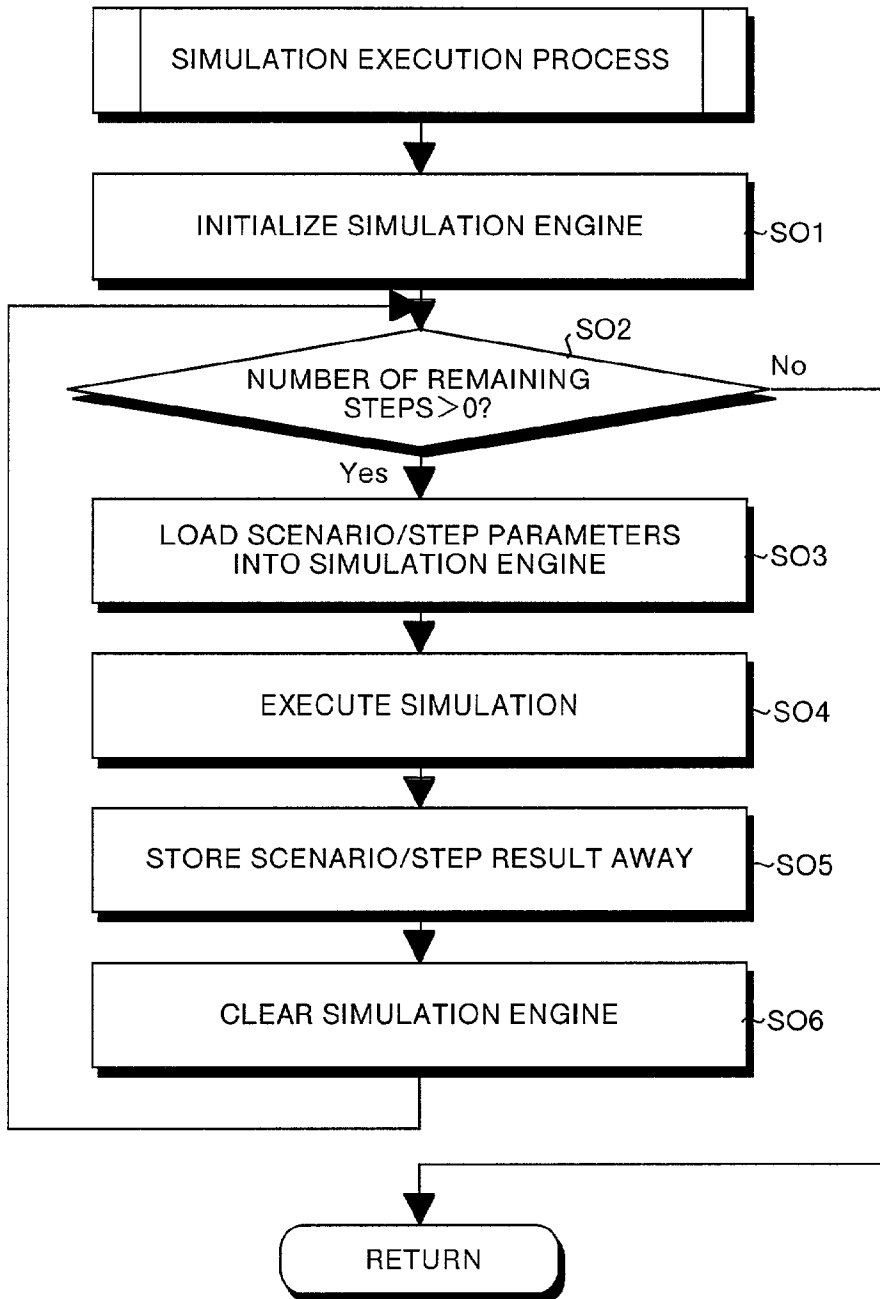 SIMULATION EXECUTION PROCESS
INITIALIZE SIMULATION ENGINE
SO1
SO2
NUMBER OF REMAINING
STEPS>0?
No
Yes
LOAD SCENARIO/STEP PARAMETERS
INTO SIMULATION ENGINE
SO3
EXECUTE SIMULATION
SO4
STORE SCENARIO/STEP RESULT AWAY
SO5
CLEAR SIMULATION ENGINE
SO6
RETURN